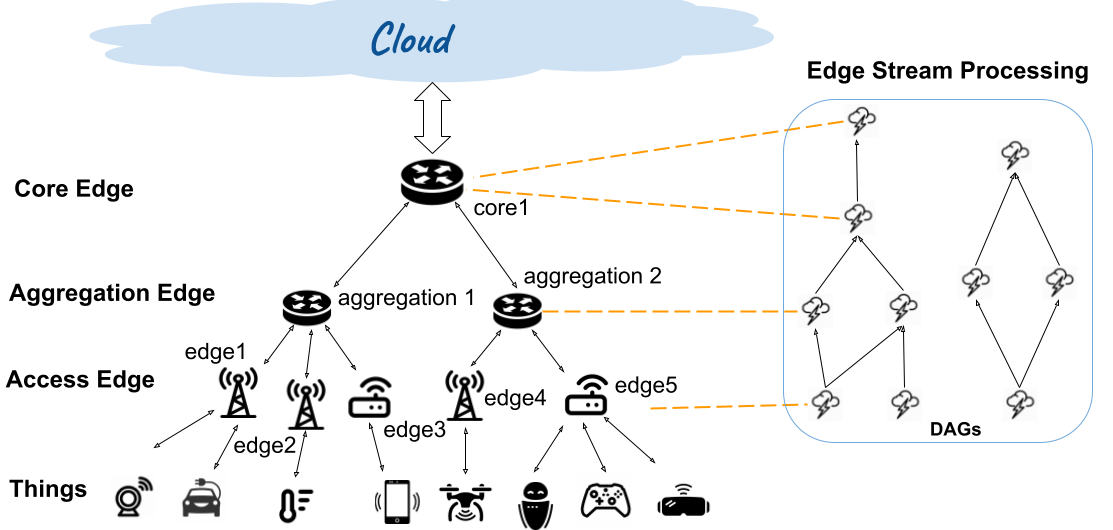 Cloud
Edge Stream Processing
Core Edge
core1
aggregation 2
Aggregation Edge
aggregation 1
edge1
Access Edge
edge5
edge4
edge3
DAGs
edge2
Things